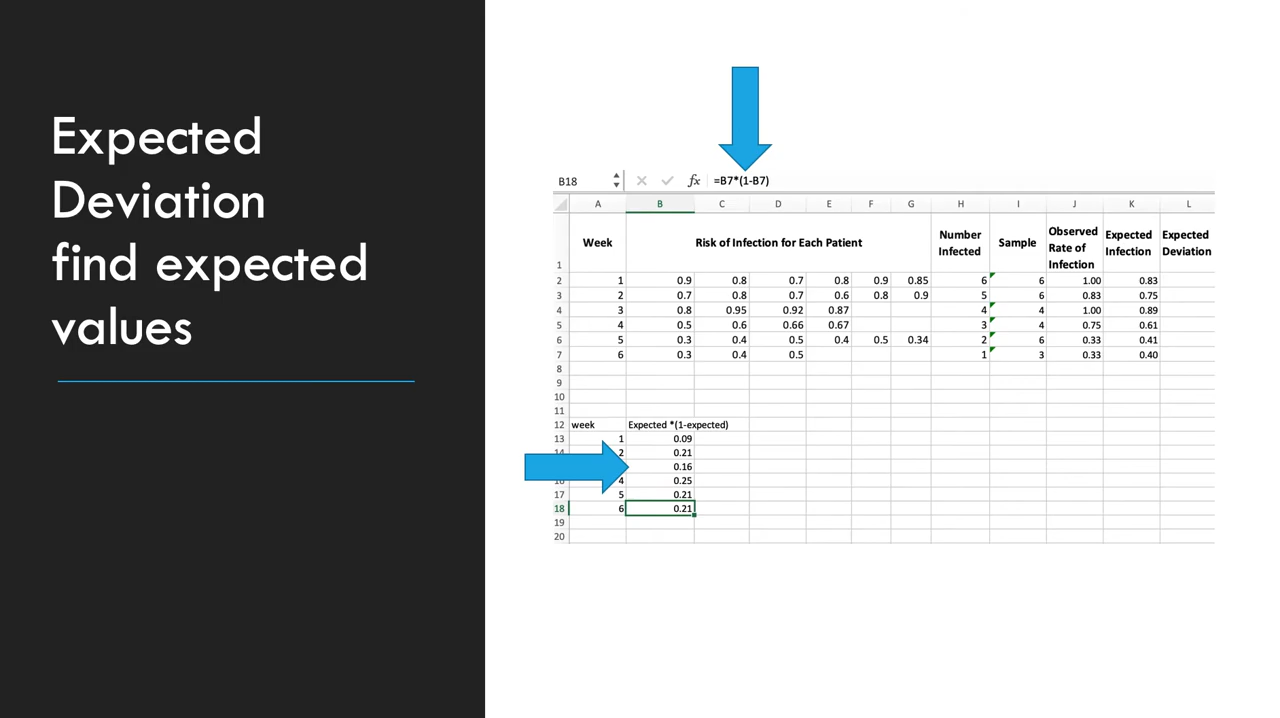 Expected
Deviation
find expected
values
B18 fx =B7*(1-B7)
A B C D E F G H I J K L
1 Week Risk of Infection for Each Patient Number Infected Sample Observed Rate of Infection Expected Infection Expected Deviation
2 1 0.9 0.8 0.7 0.8 0.9 0.85 6 6 1.00 0.83
3 2 0.7 0.8 0.7 0.6 0.8 0.9 5 6 0.83 0.75
4 3 0.8 0.95 0.92 0.87 4 4 1.00 0.89
5 4 0.5 0.6 0.66 0.67 3 4 0.75 0.61
6 5 0.3 0.4 0.5 0.4 0.5 0.34 2 6 0.33 0.41
7 6 0.3 0.4 0.5 1 3 0.33 0.40
8
9
10
11
12 week Expected *(1-expected)
13 1 0.09
14 2 0.21
0.16
16 4 0.25
17 5 0.21
18 6 0.21
19
20